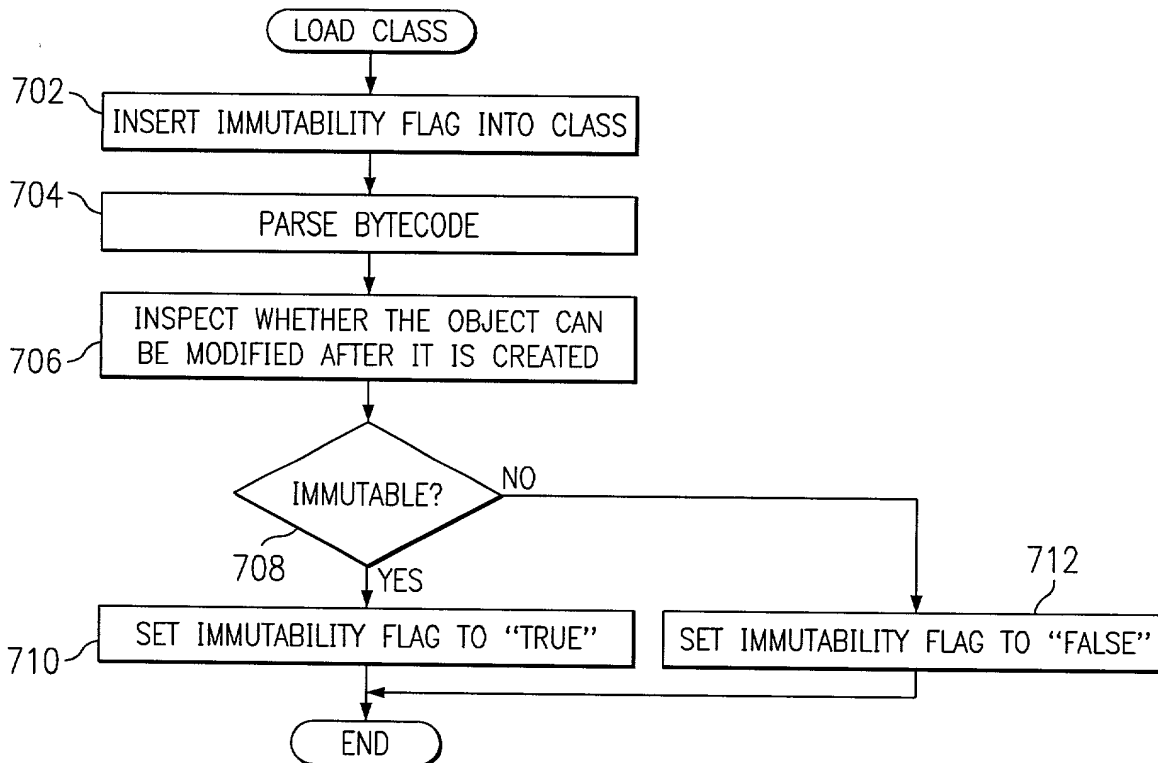 LOAD CLASS
702
INSERT IMMUTABILITY FLAG INTO CLASS
704
PARSE BYTECODE
706
INSPECT WHETHER THE OBJECT CAN
BE MODIFIED AFTER IT IS CREATED
IMMUTABLE?
NO
708
YES
712
710
SET IMMUTABILITY FLAG TO “TRUE”
SET IMMUTABILITY FLAG TO “FALSE”
END